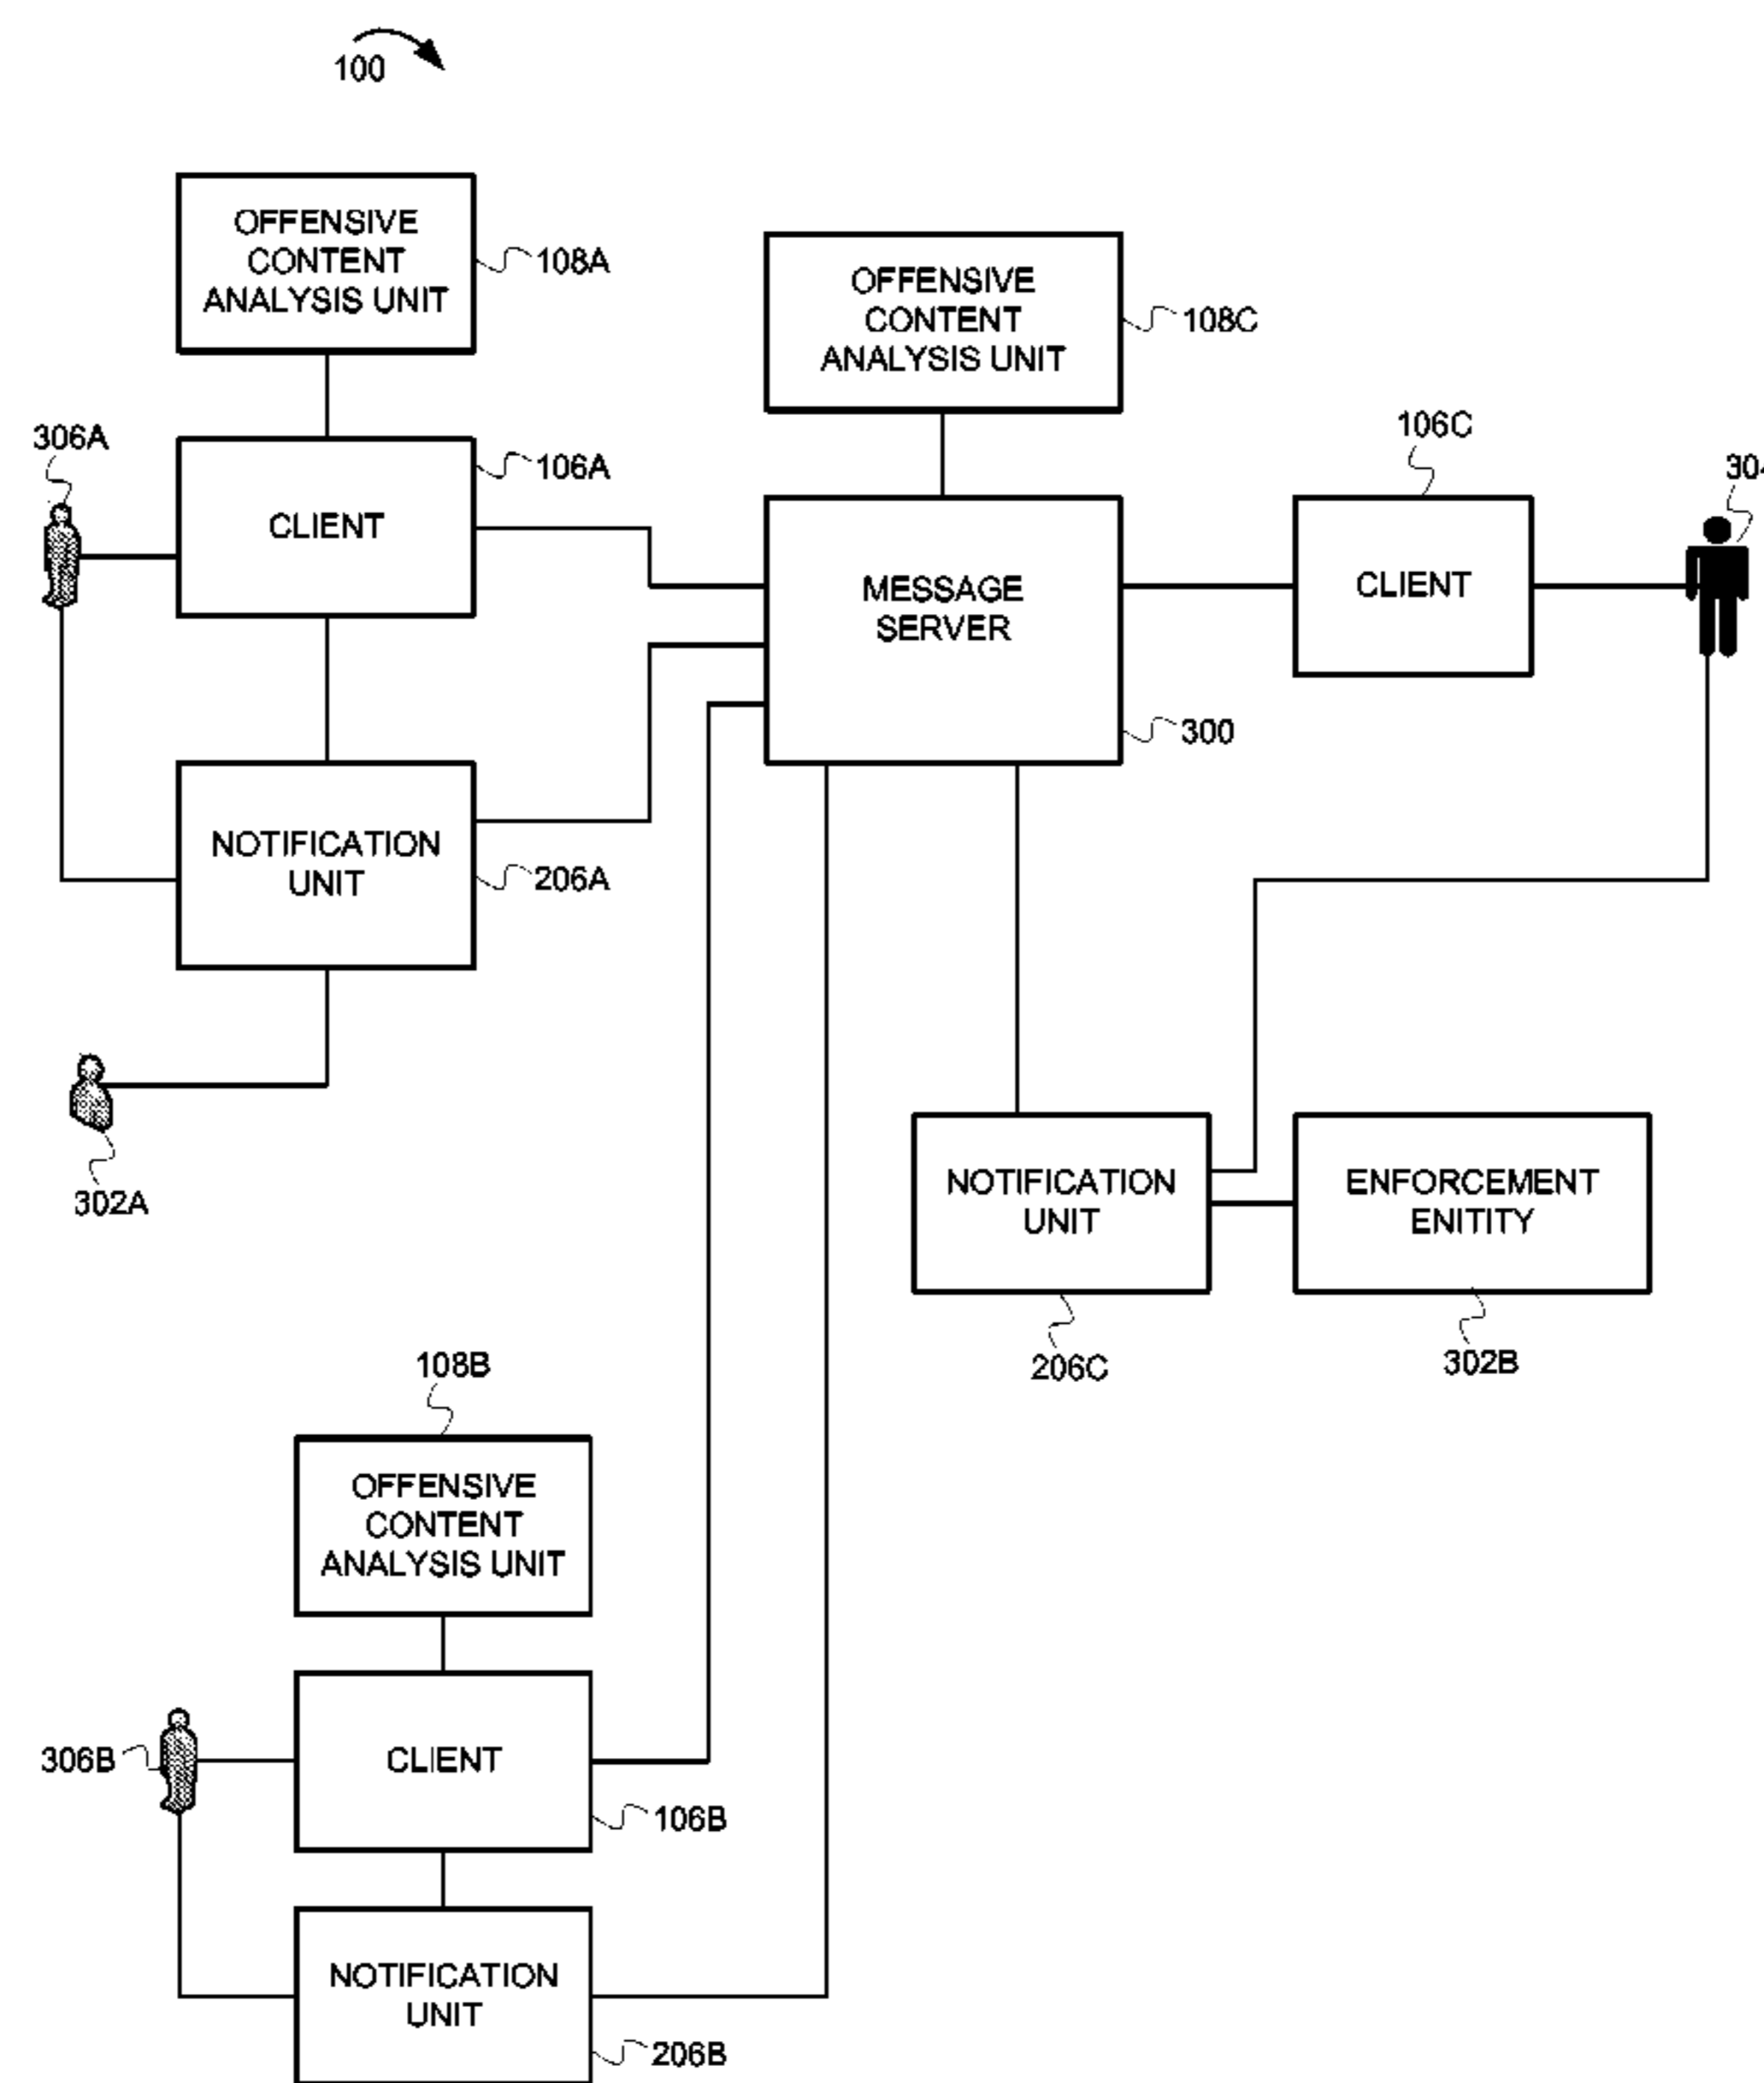 100
OFFENSIVE
CONTENT
ANALYSIS UNIT
108A
OFFENSIVE
CONTENT
ANALYSIS UNIT
108C
306A
CLIENT
106A
MESSAGE
SERVER
300
106C
CLIENT
304
NOTIFICATION
UNIT
206A
302A
NOTIFICATION
UNIT
206C
ENFORCEMENT
ENITITY
302B
108B
OFFENSIVE
CONTENT
ANALYSIS UNIT
306B
CLIENT
106B
NOTIFICATION
UNIT
206B